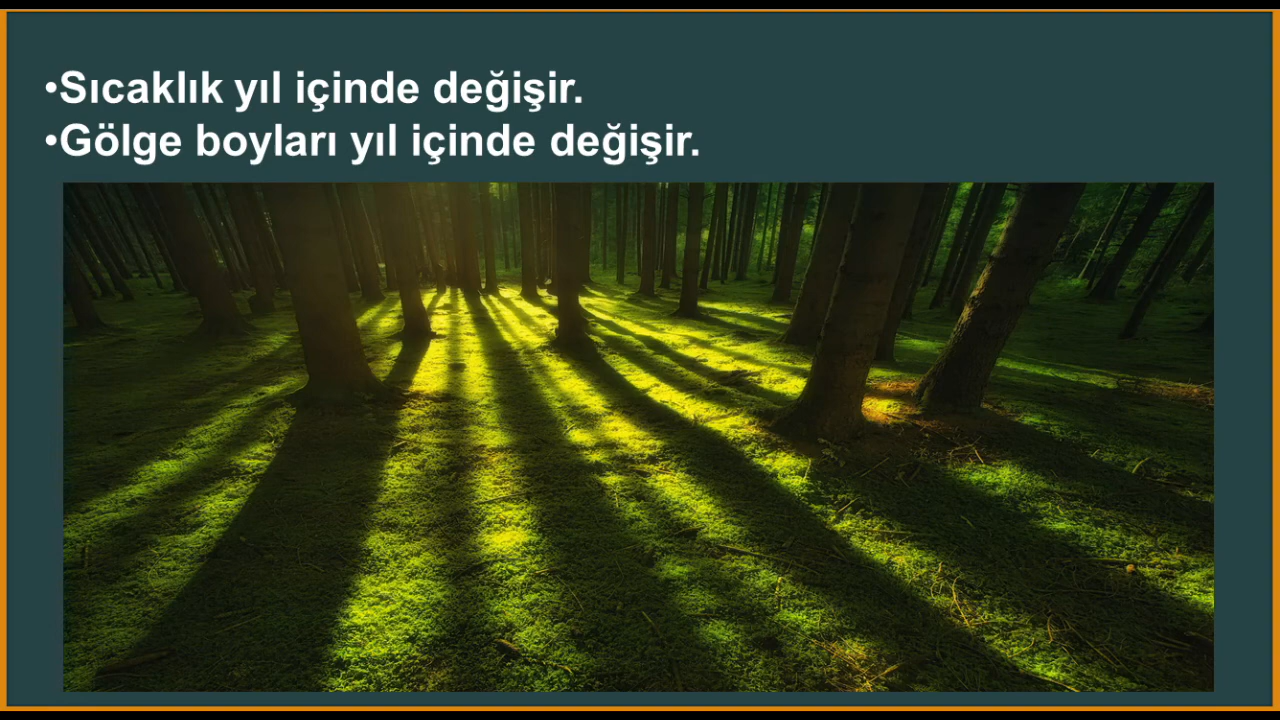 •Sıcaklık yıl içinde değişir.
•Gölge boyları yıl içinde değişir.